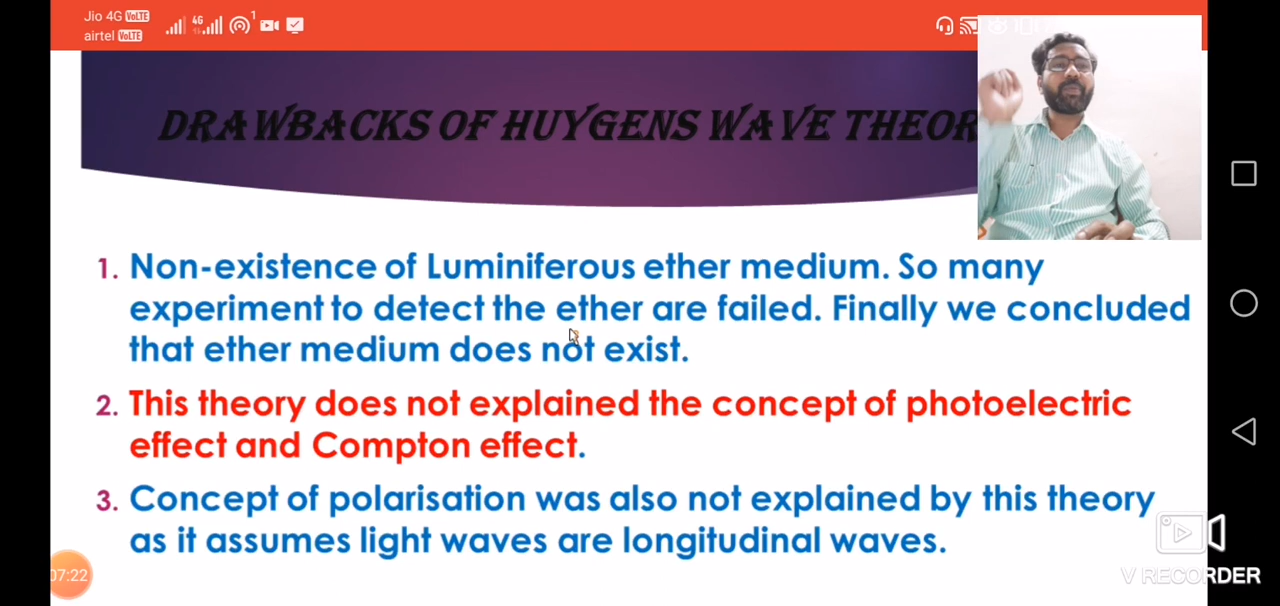 Jio 4G VoLTE
4G
1
airtel VoLTE
DRAWBACKS OF HUYGENS WAVE THEOR
1. Non-existence of Luminiferous ether medium. So many
experiment to detect the ether are failed. Finally we concluded
that ether medium does not exist.
2. This theory does not explained the concept of photoelectric
effect and Compton effect.
3. Concept of polarisation was also not explained by this theory
as it assumes light waves are longitudinal waves.
07:22
V RECORDER